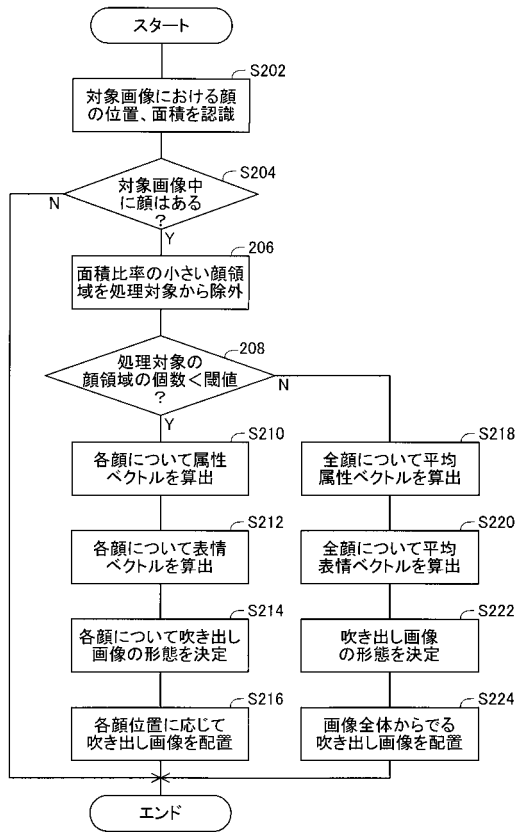 スタート
S202
対象画像における顔
の位置、面積を認識
S204
対象画像中
に顔はある
?
N
Y
206
面積比率の小さい顔領
域を処理対象から除外
208
処理対象の
顔領域の個数<閾値
?
N
Y
S210
各顔について属性
ベクトルを算出
S212
各顔について表情
ベクトルを算出
S214
各顔について吹き出し
画像の形態を決定
S216
各顔位置に応じて
吹き出し画像を配置
S218
全顔について平均
属性ベクトルを算出
S220
全顔について平均
表情ベクトルを算出
S222
吹き出し画像
の形態を決定
S224
画像全体からでる
吹き出し画像を配置
エンド